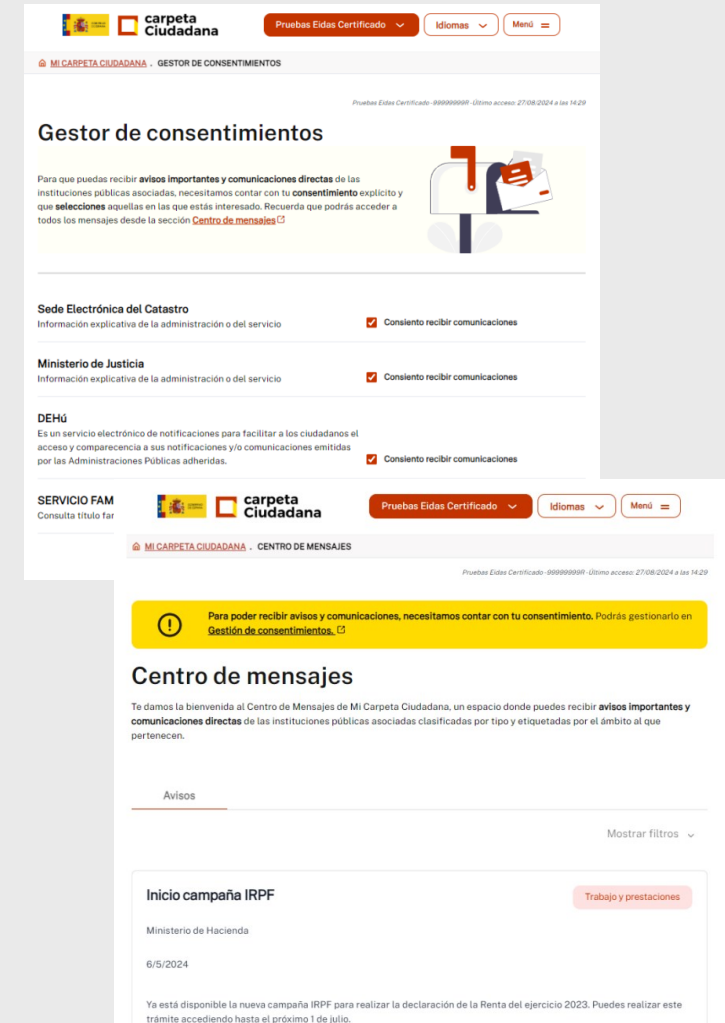 carpeta
Ciudadana
Pruebas Eidas Certificado
Idiomas
Menú
MI CARPETA CIUDADANA . GESTOR DE CONSENTIMIENTOS
Pruebas Eidas Certificado - 99999999R - Último acceso: 27/08/2024 a las 14:29
Gestor de consentimientos
Para que puedas recibir avisos importantes y comunicaciones directas de las
instituciones públicas asociadas, necesitamos contar con tu consentimiento explícito y
que selecciones aquellas en las que estás interesado. Recuerda que podrás acceder a
todos los mensajes desde la sección Centro de mensajes
Sede Electrónica del Catastro
Información explicativa de la administración o del servicio
Consiento recibir comunicaciones
Ministerio de Justicia
Información explicativa de la administración o del servicio
Consiento recibir comunicaciones
DEHú
Es un servicio electrónico de notificaciones para facilitar a los ciudadanos el
acceso y comparecencia a sus notificaciones y/o comunicaciones emitidas
por las Administraciones Públicas adheridas.
Consiento recibir comunicaciones
SERVICIO FAM
Consulta título far
carpeta
Ciudadana
Pruebas Eidas Certificado
Idiomas
Menú
MI CARPETA CIUDADANA . CENTRO DE MENSAJES
Pruebas Eidas Certificado - 99999999R - Último acceso: 27/08/2024 a las 14:29
Para poder recibir avisos y comunicaciones, necesitamos contar con tu consentimiento. Podrás gestionarlo en
Gestión de consentimientos.
Centro de mensajes
Te damos la bienvenida al Centro de Mensajes de Mi Carpeta Ciudadana, un espacio donde puedes recibir avisos importantes y
comunicaciones directas de las instituciones públicas asociadas clasificadas por tipo y etiquetadas por el ámbito al que
pertenecen.
Avisos
Mostrar filtros
Inicio campaña IRPF
Trabajo y prestaciones
Ministerio de Hacienda
6/5/2024
Ya está disponible la nueva campaña IRPF para realizar la declaración de la Renta del ejercicio 2023. Puedes realizar este
trámite accediendo hasta el próximo 1 de julio.